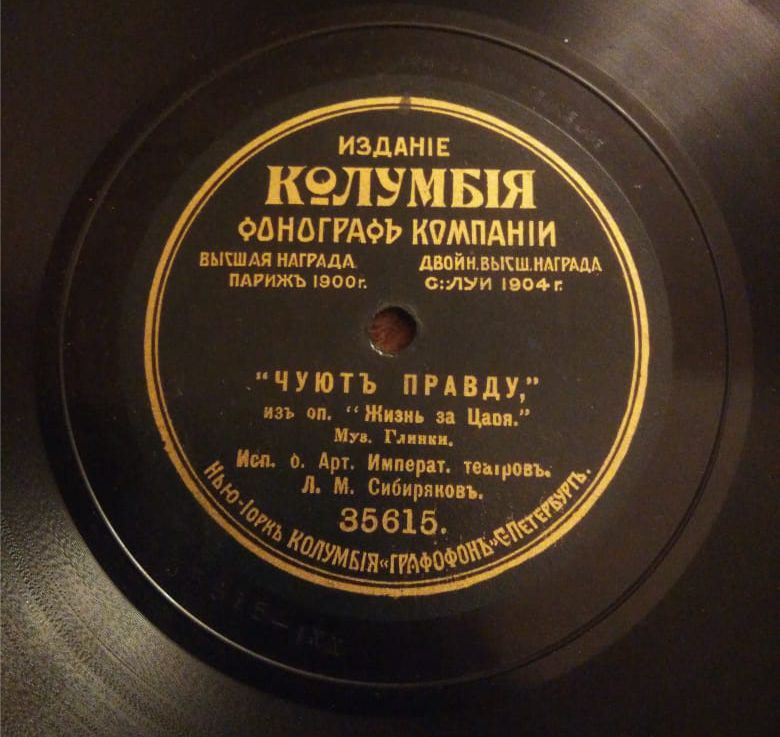 ИЗДАНІЕ
КОЛУМБІЯ
ФОНОГРАФЪ КОМПАНІИ
ВЫСШАЯ НАГРАДА ДВОЙН.ВЫСШ.НАГРАДА
ПАРИЖЪ 1900г. С:ЛУИ 1904г.
"ЧУЮТЪ ПРАВДУ,"
изъ оп. "Жизнь за Царя."
Муз. Глинки.
Исп. о. Арт. Императ. театровъ.
Л. М. Сибиряковъ.
35615.
НЬЮ-ІОРКЪ КОЛУМБІЯ «ГРАФОФОНЪ» С-ПЕТЕРБУРГЪ.